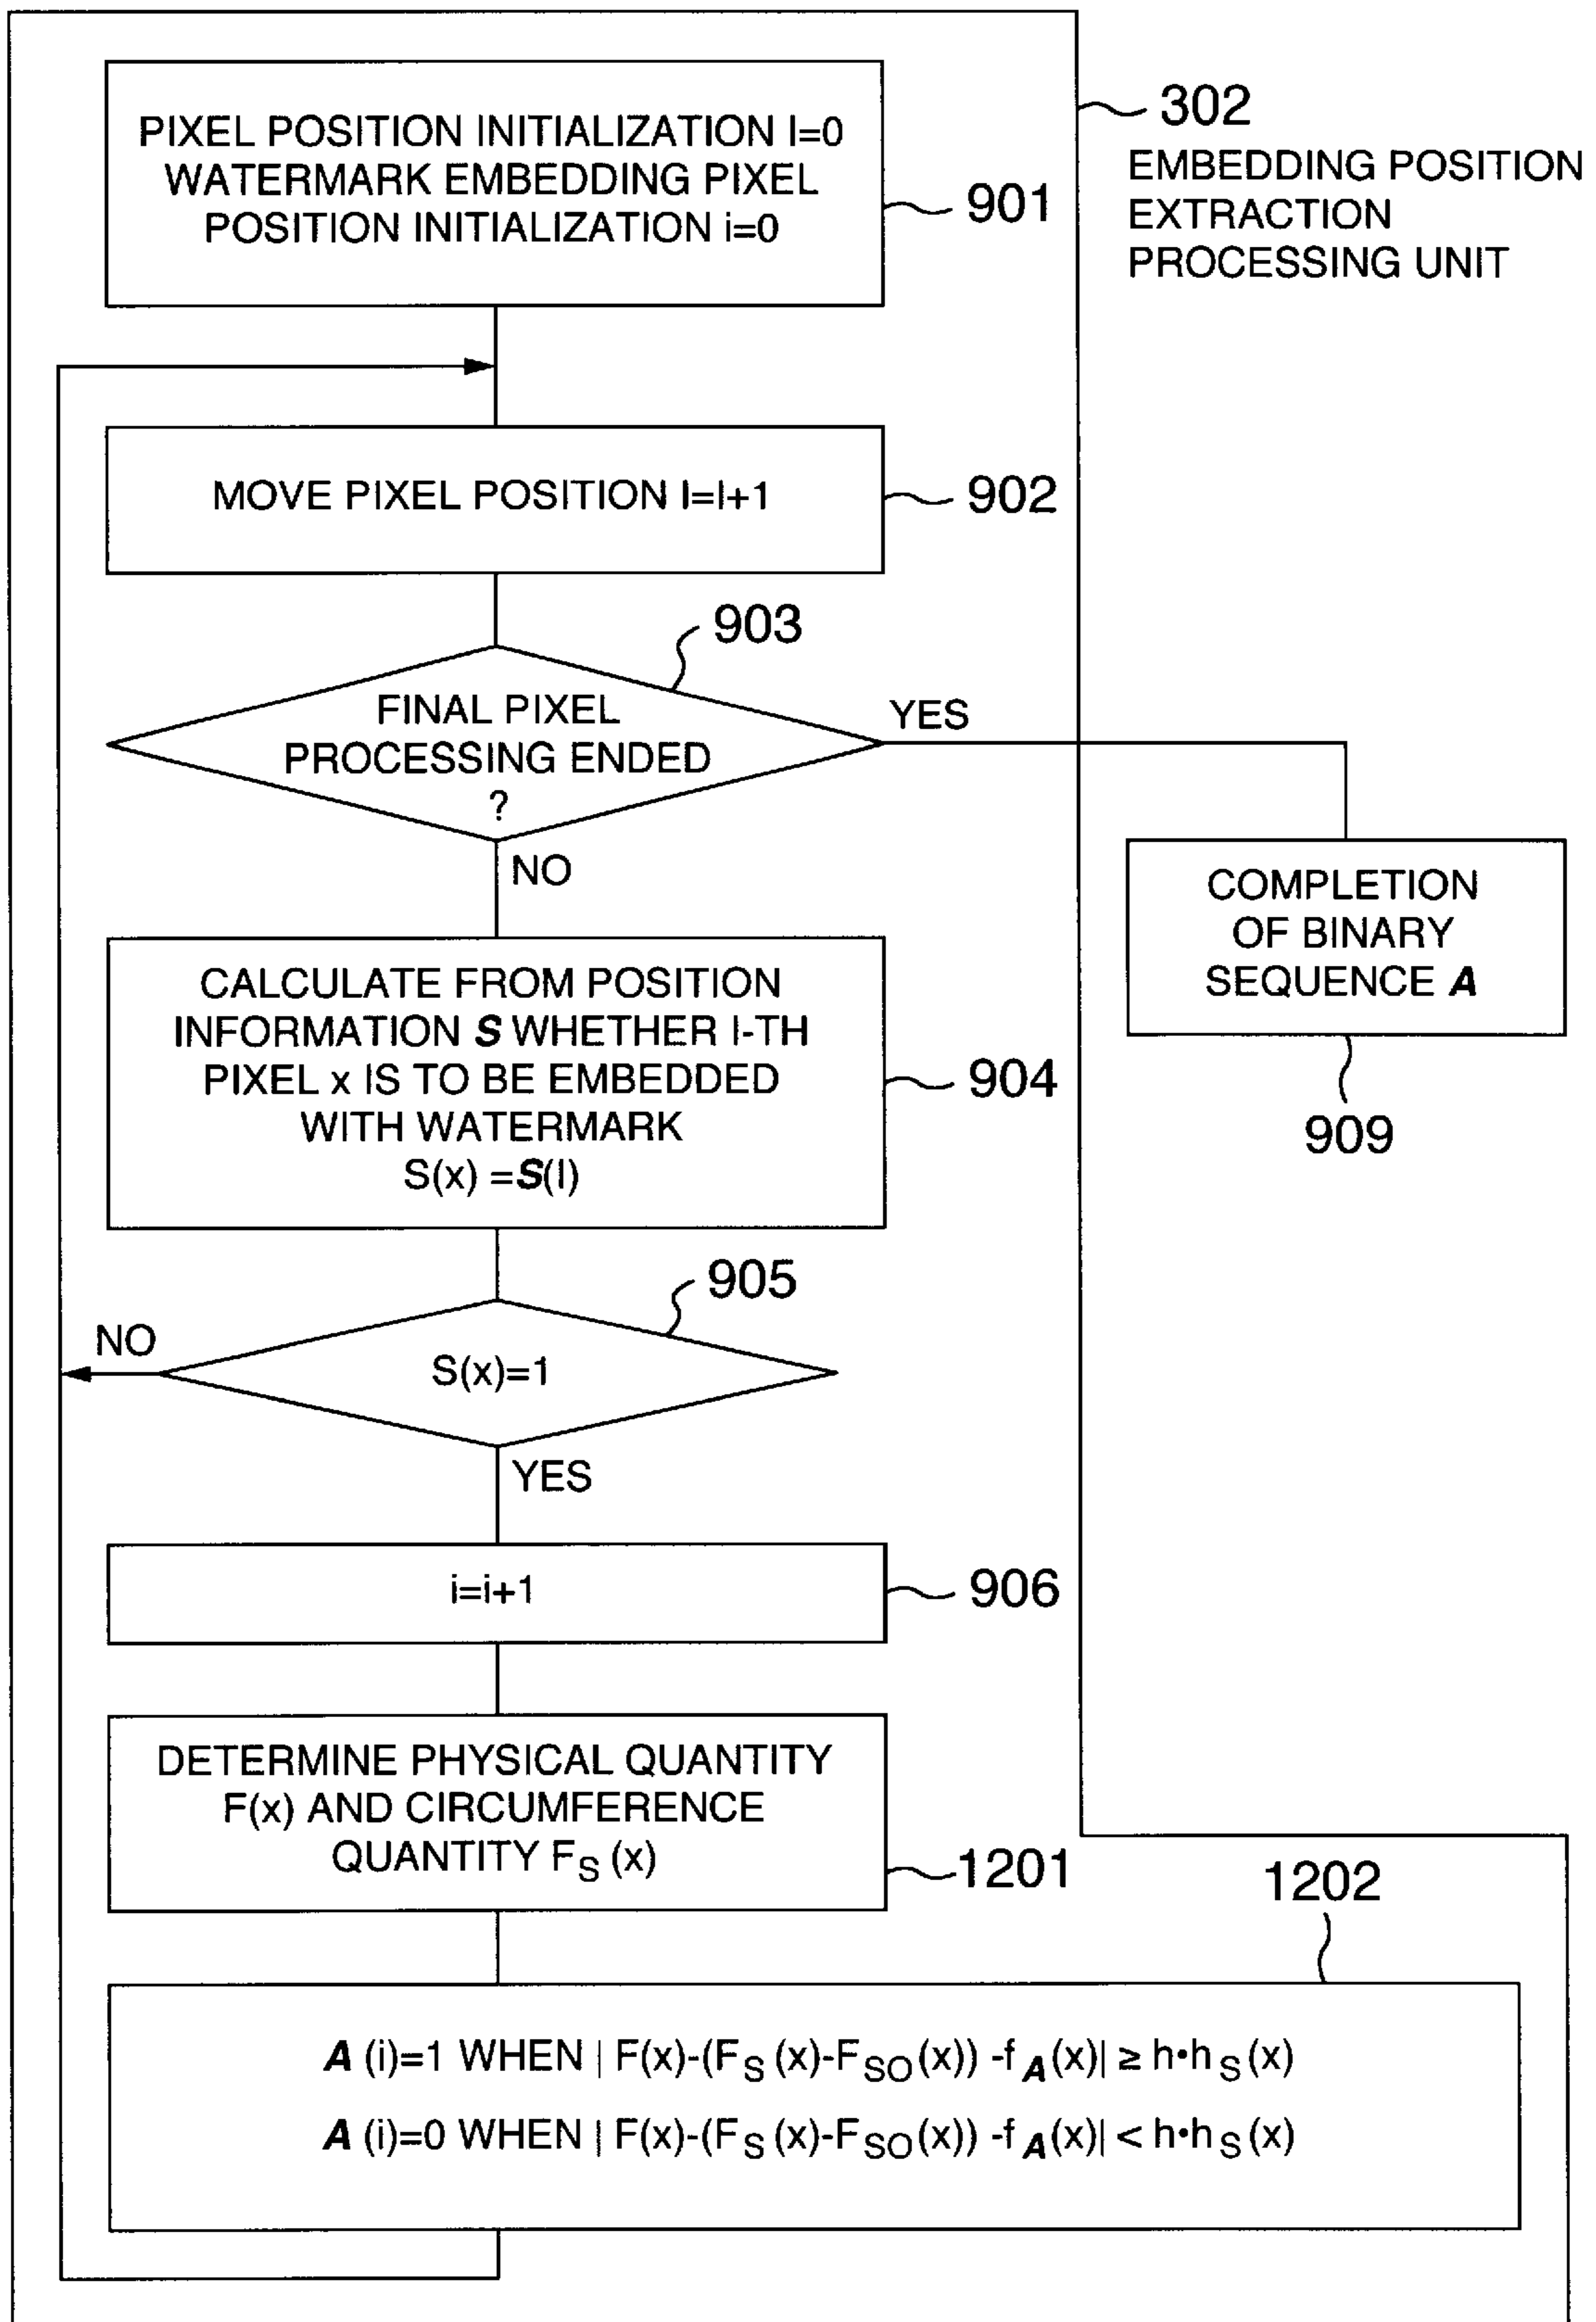 PIXEL POSITION INITIALIZATION I=0
WATERMARK EMBEDDING PIXEL
POSITION INITIALIZATION i=0
901
302
EMBEDDING POSITION
EXTRACTION
PROCESSING UNIT
MOVE PIXEL POSITION I=I+1
902
903
FINAL PIXEL
PROCESSING ENDED
?
YES
NO
COMPLETION
OF BINARY
SEQUENCE A
909
CALCULATE FROM POSITION
INFORMATION S WHETHER I-TH
PIXEL x IS TO BE EMBEDDED
WITH WATERMARK
S(x) =S(I)
904
905
NO
S(x)=1
YES
i=i+1
906
DETERMINE PHYSICAL QUANTITY
F(x) AND CIRCUMFERENCE
QUANTITY FS (x)
1201
1202
A (i)=1 WHEN | F(x)-(FS (x)-FSO(x)) -fA(x)| ≥ h·hS(x)
A (i)=0 WHEN | F(x)-(FS (x)-FSO(x)) -fA(x)| < h·hS(x)